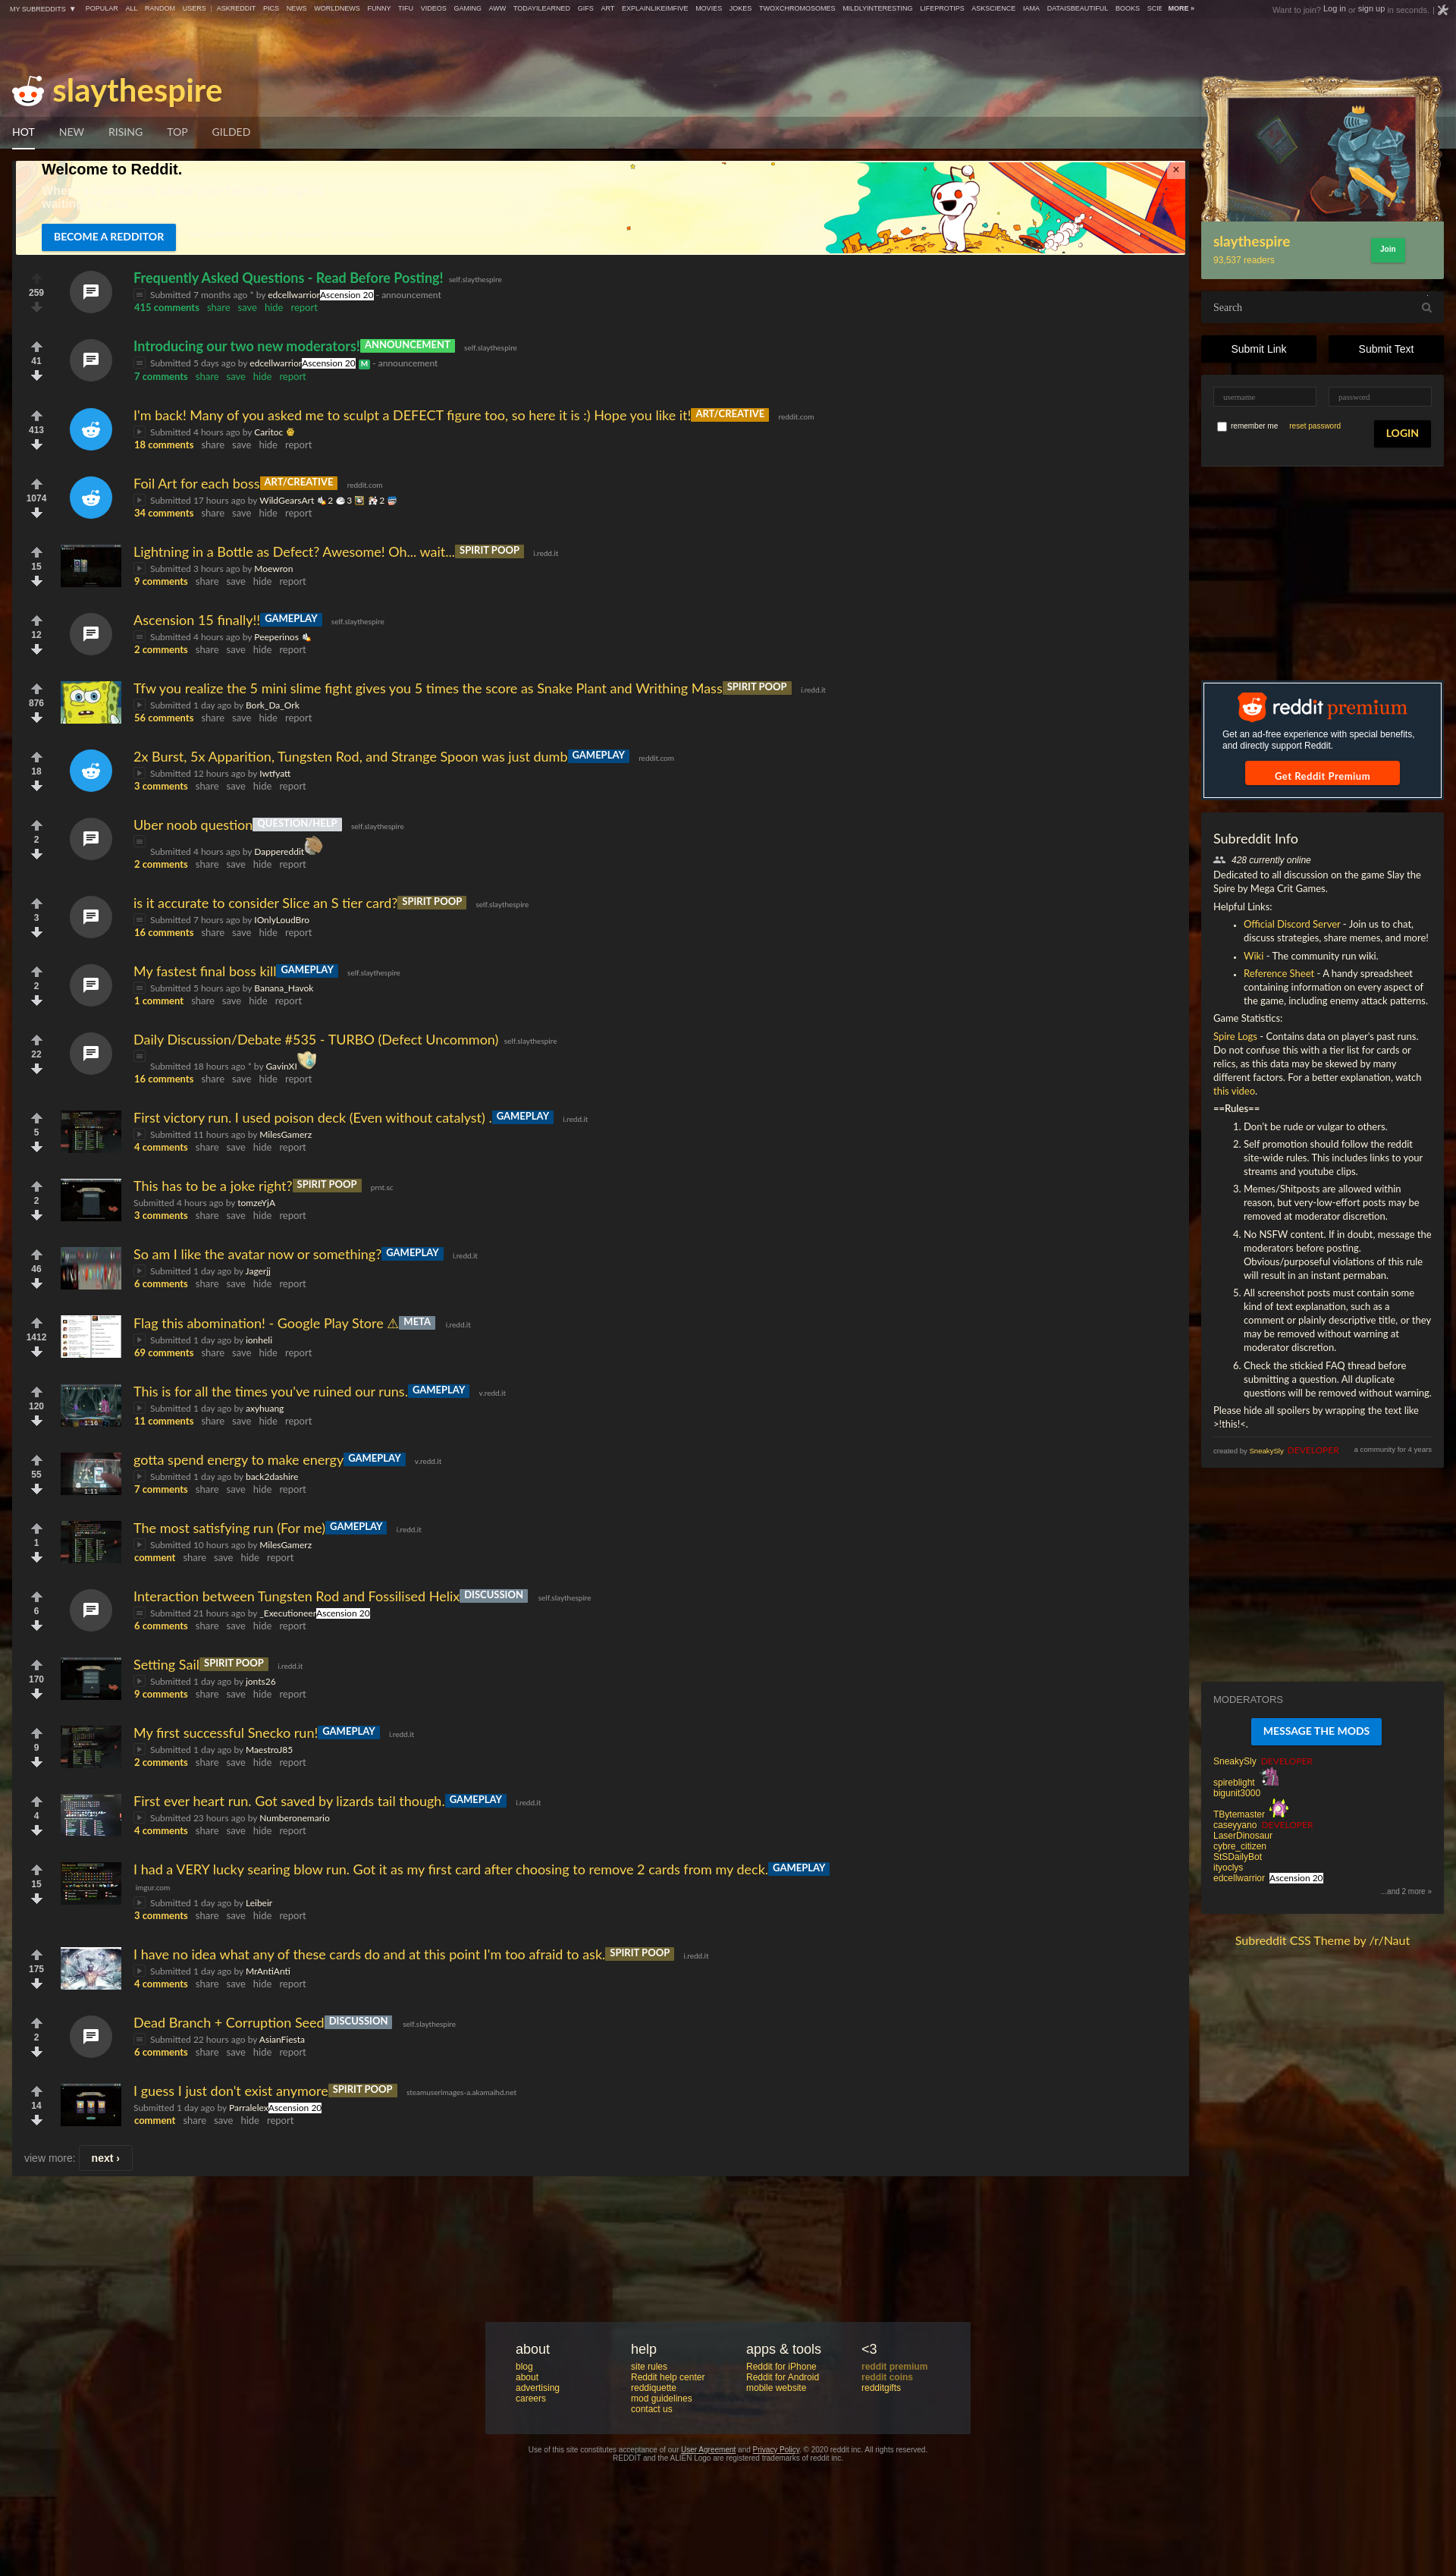 MY SUBREDDITS ▼ POPULAR ALL RANDOM USERS | ASKREDDIT PICS NEWS WORLDNEWS FUNNY TIFU VIDEOS GAMING AWW TODAYILEARNED GIFS ART EXPLAINLIKEIMFIVE MOVIES JOKES TWOXCHROMOSOMES MILDLYINTERESTING LIFEPROTIPS ASKSCIENCE IAMA DATAISBEAUTIFUL BOOKS SCIE MORE »
Want to join? Log in or sign up in seconds. |
slaythespire
HOT NEW RISING TOP GILDED
Welcome to Reddit.
BECOME A REDDITOR
259
Frequently Asked Questions - Read Before Posting! self.slaythespire
Submitted 7 months ago * by edcellwarrior Ascension 20 - announcement
415 comments share save hide report
41
Introducing our two new moderators! ANNOUNCEMENT self.slaythespire
Submitted 5 days ago by edcellwarrior Ascension 20 M - announcement
7 comments share save hide report
413
I'm back! Many of you asked me to sculpt a DEFECT figure too, so here it is :) Hope you like it! ART/CREATIVE reddit.com
Submitted 4 hours ago by Caritoc
18 comments share save hide report
1074
Foil Art for each boss ART/CREATIVE reddit.com
Submitted 17 hours ago by WildGearsArt 2 3 2
34 comments share save hide report
15
Lightning in a Bottle as Defect? Awesome! Oh... wait... SPIRIT POOP i.redd.it
Submitted 3 hours ago by Moewron
9 comments share save hide report
12
Ascension 15 finally!! GAMEPLAY self.slaythespire
Submitted 4 hours ago by Peeperinos
2 comments share save hide report
876
Tfw you realize the 5 mini slime fight gives you 5 times the score as Snake Plant and Writhing Mass SPIRIT POOP i.redd.it
Submitted 1 day ago by Bork_Da_Ork
56 comments share save hide report
18
2x Burst, 5x Apparition, Tungsten Rod, and Strange Spoon was just dumb GAMEPLAY reddit.com
Submitted 12 hours ago by Iwtfyatt
3 comments share save hide report
2
Uber noob question QUESTION/HELP self.slaythespire
Submitted 4 hours ago by Dappereddit
2 comments share save hide report
3
is it accurate to consider Slice an S tier card? SPIRIT POOP self.slaythespire
Submitted 7 hours ago by IOnlyLoudBro
16 comments share save hide report
2
My fastest final boss kill GAMEPLAY self.slaythespire
Submitted 5 hours ago by Banana_Havok
1 comment share save hide report
22
Daily Discussion/Debate #535 - TURBO (Defect Uncommon) self.slaythespire
Submitted 18 hours ago * by GavinXI
16 comments share save hide report
5
First victory run. I used poison deck (Even without catalyst) . GAMEPLAY i.redd.it
Submitted 11 hours ago by MilesGamerz
4 comments share save hide report
2
This has to be a joke right? SPIRIT POOP prnt.sc
Submitted 4 hours ago by tomzeYjA
3 comments share save hide report
46
So am I like the avatar now or something? GAMEPLAY i.redd.it
Submitted 1 day ago by Jagerjj
6 comments share save hide report
1412
Flag this abomination! - Google Play Store ⚠ META i.redd.it
Submitted 1 day ago by ionheli
69 comments share save hide report
120
This is for all the times you've ruined our runs. GAMEPLAY v.redd.it
1:16
Submitted 1 day ago by axyhuang
11 comments share save hide report
55
gotta spend energy to make energy GAMEPLAY v.redd.it
1:11
Submitted 1 day ago by back2dashire
7 comments share save hide report
1
The most satisfying run (For me) GAMEPLAY i.redd.it
Submitted 10 hours ago by MilesGamerz
comment share save hide report
6
Interaction between Tungsten Rod and Fossilised Helix DISCUSSION self.slaythespire
Submitted 21 hours ago by _Executioneer Ascension 20
6 comments share save hide report
170
Setting Sail SPIRIT POOP i.redd.it
Submitted 1 day ago by jonts26
9 comments share save hide report
9
My first successful Snecko run! GAMEPLAY i.redd.it
Submitted 1 day ago by MaestroJ85
2 comments share save hide report
4
First ever heart run. Got saved by lizards tail though. GAMEPLAY i.redd.it
Submitted 23 hours ago by Numberonemario
4 comments share save hide report
15
I had a VERY lucky searing blow run. Got it as my first card after choosing to remove 2 cards from my deck. GAMEPLAY
imgur.com
Submitted 1 day ago by Leibeir
3 comments share save hide report
175
I have no idea what any of these cards do and at this point I'm too afraid to ask. SPIRIT POOP i.redd.it
Submitted 1 day ago by MrAntiAnti
4 comments share save hide report
2
Dead Branch + Corruption Seed DISCUSSION self.slaythespire
Submitted 22 hours ago by AsianFiesta
6 comments share save hide report
14
I guess I just don't exist anymore SPIRIT POOP steamuserimages-a.akamaihd.net
Submitted 1 day ago by Parralelex Ascension 20
comment share save hide report
view more: next ›
slaythespire
93,537 readers
Join
Search
Submit Link Submit Text
username password
remember me reset password LOGIN
reddit premium
Get an ad-free experience with special benefits,
and directly support Reddit.
Get Reddit Premium
Subreddit Info
428 currently online
Dedicated to all discussion on the game Slay the
Spire by Mega Crit Games.
Helpful Links:
• Official Discord Server - Join us to chat,
discuss strategies, share memes, and more!
• Wiki - The community run wiki.
• Reference Sheet - A handy spreadsheet
containing information on every aspect of
the game, including enemy attack patterns.
Game Statistics:
Spire Logs - Contains data on player's past runs.
Do not confuse this with a tier list for cards or
relics, as this data may be skewed by many
different factors. For a better explanation, watch
this video.
==Rules==
1. Don't be rude or vulgar to others.
2. Self promotion should follow the reddit
site-wide rules. This includes links to your
streams and youtube clips.
3. Memes/Shitposts are allowed within
reason, but very-low-effort posts may be
removed at moderator discretion.
4. No NSFW content. If in doubt, message the
moderators before posting.
Obvious/purposeful violations of this rule
will result in an instant permaban.
5. All screenshot posts must contain some
kind of text explanation, such as a
comment or plainly descriptive title, or they
may be removed without warning at
moderator discretion.
6. Check the stickied FAQ thread before
submitting a question. All duplicate
questions will be removed without warning.
Please hide all spoilers by wrapping the text like
>!this!<.
created by SneakySly DEVELOPER a community for 4 years
MODERATORS
MESSAGE THE MODS
SneakySly DEVELOPER
spireblight
bigunit3000
TBytemaster
caseyyano DEVELOPER
LaserDinosaur
cybre_citizen
StSDailyBot
ityoclys
edcellwarrior Ascension 20
...and 2 more »
Subreddit CSS Theme by /r/Naut
about help apps & tools <3
blog site rules Reddit for iPhone reddit premium
about Reddit help center Reddit for Android reddit coins
advertising reddiquette mobile website redditgifts
careers mod guidelines
contact us
Use of this site constitutes acceptance of our User Agreement and Privacy Policy. © 2020 reddit inc. All rights reserved.
REDDIT and the ALIEN Logo are registered trademarks of reddit inc.